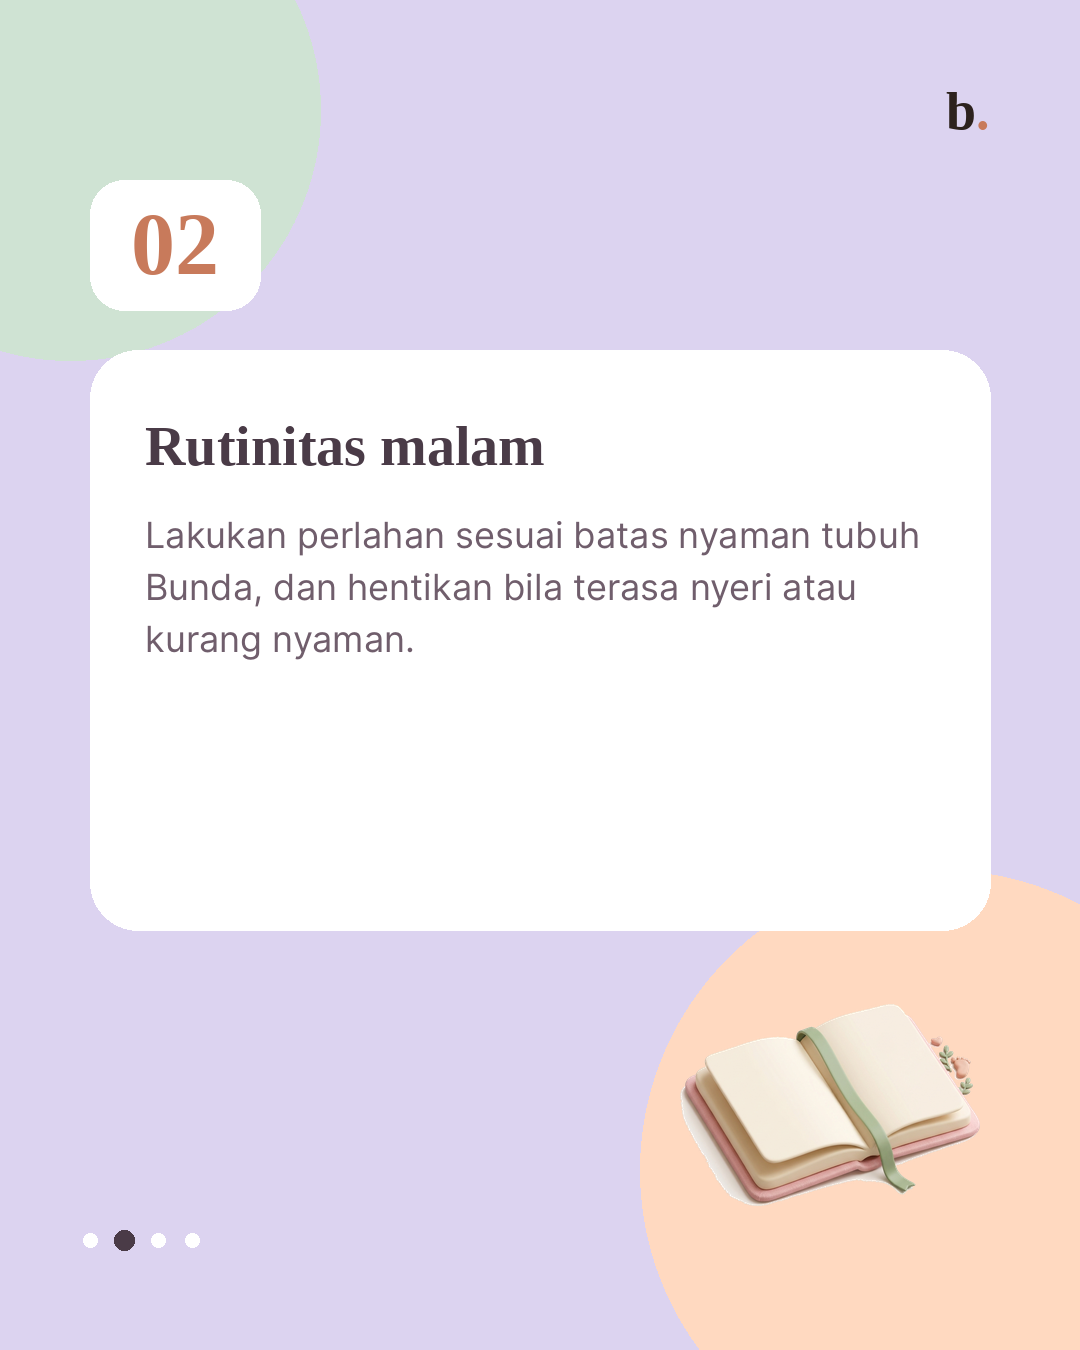 b.
02
Rutinitas malam
Lakukan perlahan sesuai batas nyaman tubuh
Bunda, dan hentikan bila terasa nyeri atau
kurang nyaman.